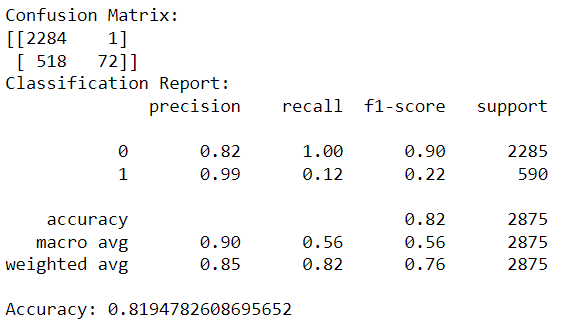 Confusion Matrix:
[[2284    1]
 [ 518   72]]
Classification Report:
              precision    recall  f1-score   support

           0       0.82      1.00      0.90      2285
           1       0.99      0.12      0.22       590

    accuracy                           0.82      2875
   macro avg       0.90      0.56      0.56      2875
weighted avg       0.85      0.82      0.76      2875

Accuracy: 0.8194782608695652